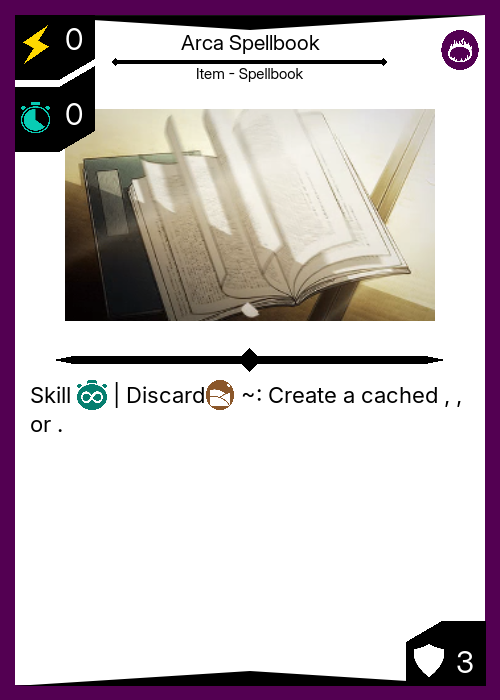 0
Arca Spellbook
Item - Spellbook
0
Skill | Discard ~: Create a cached , ,
or .
3